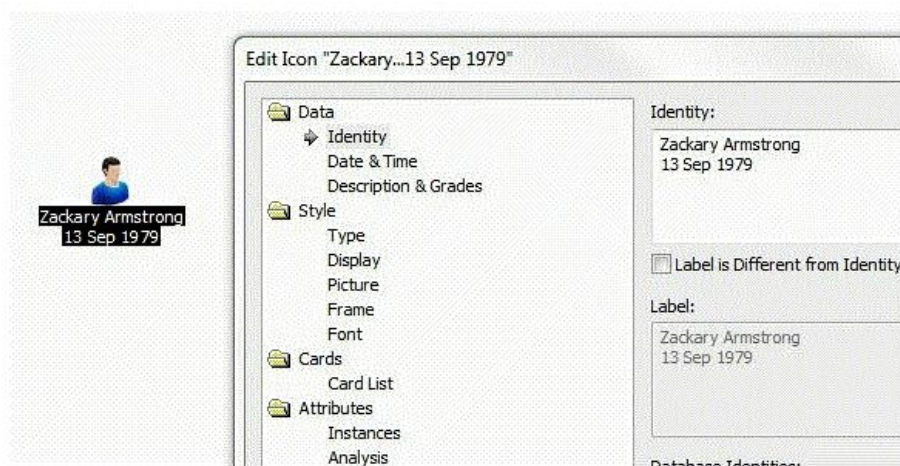 Edit Icon "Zackary...13 Sep 1979"
Zackary Armstrong
13 Sep 1979
Data
Identity
Date & Time
Description & Grades
Style
Type
Display
Picture
Frame
Font
Cards
Card List
Attributes
Instances
Analysis
Identity:
Zackary Armstrong
13 Sep 1979
Label is Different from Identity
Label:
Zackary Armstrong
13 Sep 1979
Database Identities: